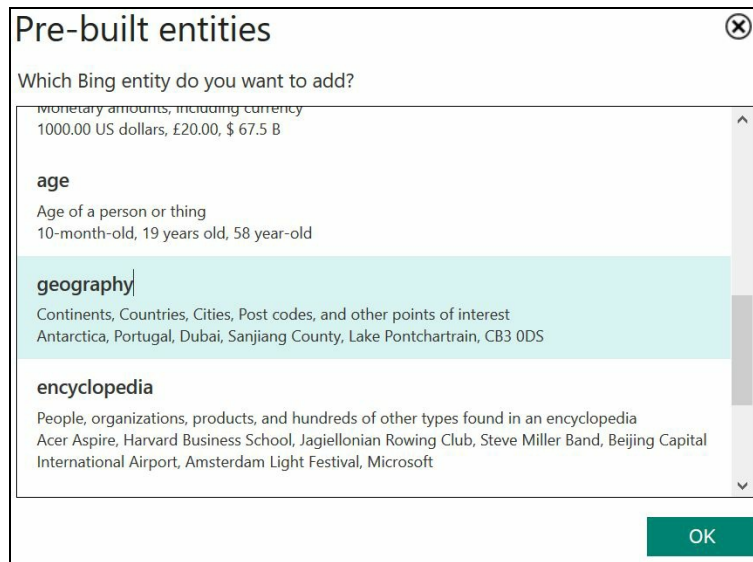 Pre-built entities
Which Bing entity do you want to add?
Monetary amounts, including currency
1000.00 US dollars, £20.00, $ 67.5 B
age
Age of a person or thing
10-month-old, 19 years old, 58 year-old
geography
Continents, Countries, Cities, Post codes, and other points of interest
Antarctica, Portugal, Dubai, Sanjiang County, Lake Pontchartrain, CB3 0DS
encyclopedia
People, organizations, products, and hundreds of other types found in an encyclopedia
Acer Aspire, Harvard Business School, Jagiellonian Rowing Club, Steve Miller Band, Beijing Capital
International Airport, Amsterdam Light Festival, Microsoft
OK